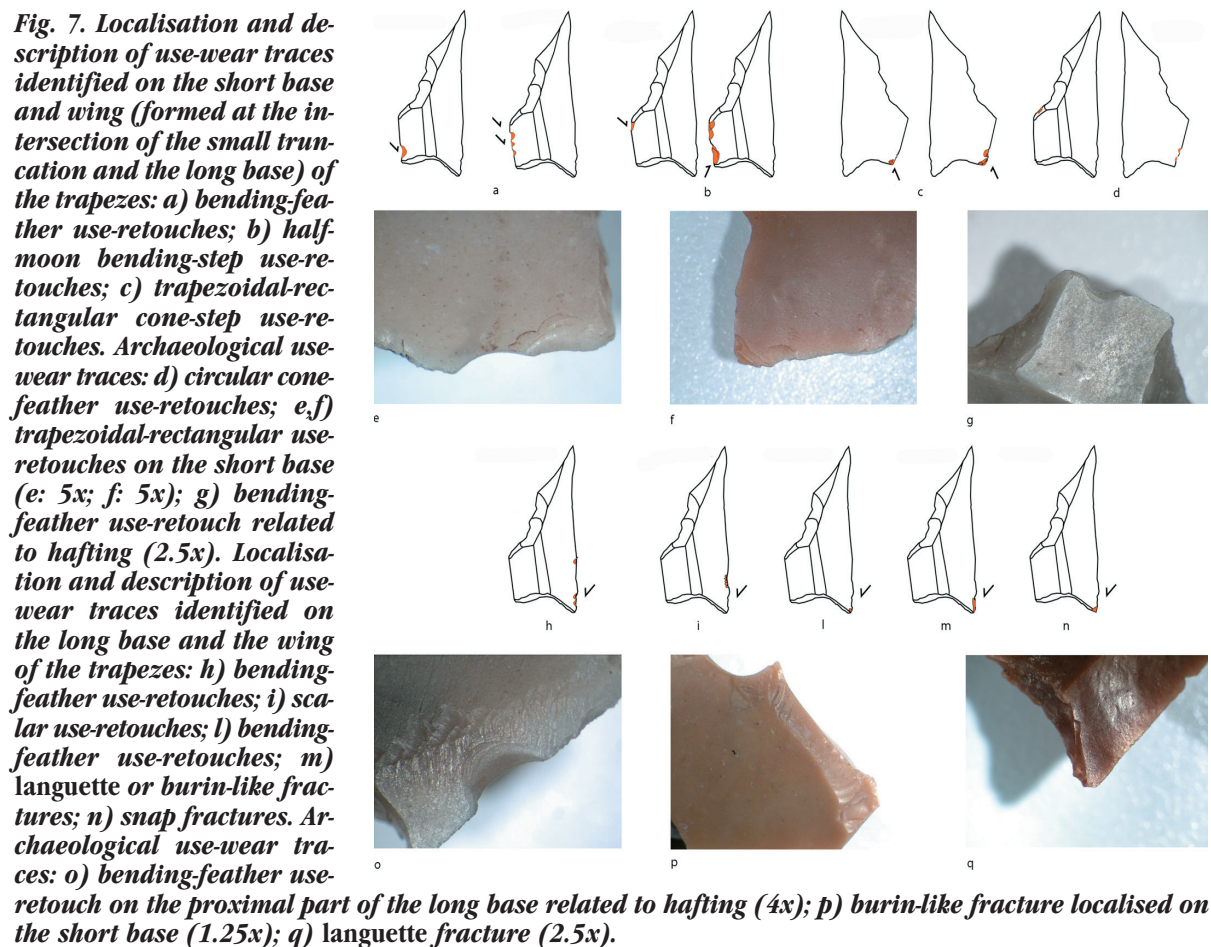 Fig. 7. Localisation and de-
scription of use-wear traces
identified on the short base
and wing (formed at the in-
tersection of the small trun-
cation and the long base) of
the trapezes: a) bending-fea-
ther use-retouches; b) half-
moon bending-step use-re-
touches; c) trapezoidal-rec-
tangular cone-step use-re-
touches. Archaeological use-
wear traces: d) circular cone-
feather use-retouches; e,f)
trapezoidal-rectangular use-
retouches on the short base
(e: 5x; f: 5x); g) bending-
feather use-retouch related
to hafting (2.5x). Localisa-
tion and description of use-
wear traces identified on
the long base and the wing
of the trapezes: h) bending-
feather use-retouches; i) sca-
lar use-retouches; l) bending-
feather use-retouches; m)
languette or burin-like frac-
tures; n) snap fractures. Ar-
chaeological use-wear tra-
ces: o) bending-feather use-
retouch on the proximal part of the long base related to hafting (4x); p) burin-like fracture localised on
the short base (1.25x); q) languette fracture (2.5x).
a b c d
e f g
h i l m n
o p q